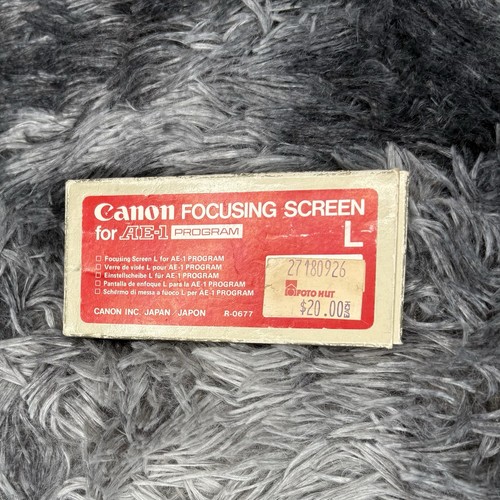 Canon FOCUSING SCREEN
for AE-1 PROGRAM
L
Focusing Screen L for AE-1 PROGRAM
Verre de visée L pour AE-1 PROGRAM
Einstellscheibe L für AE-1 PROGRAM
Pantalla de enfoque L para la AE-1 PROGRAM
Schermo di messa a fuoco L per AE-1 PROGRAM
CANON INC. JAPAN JAPON R-0677
27180926
FOTO HUT
$20.00